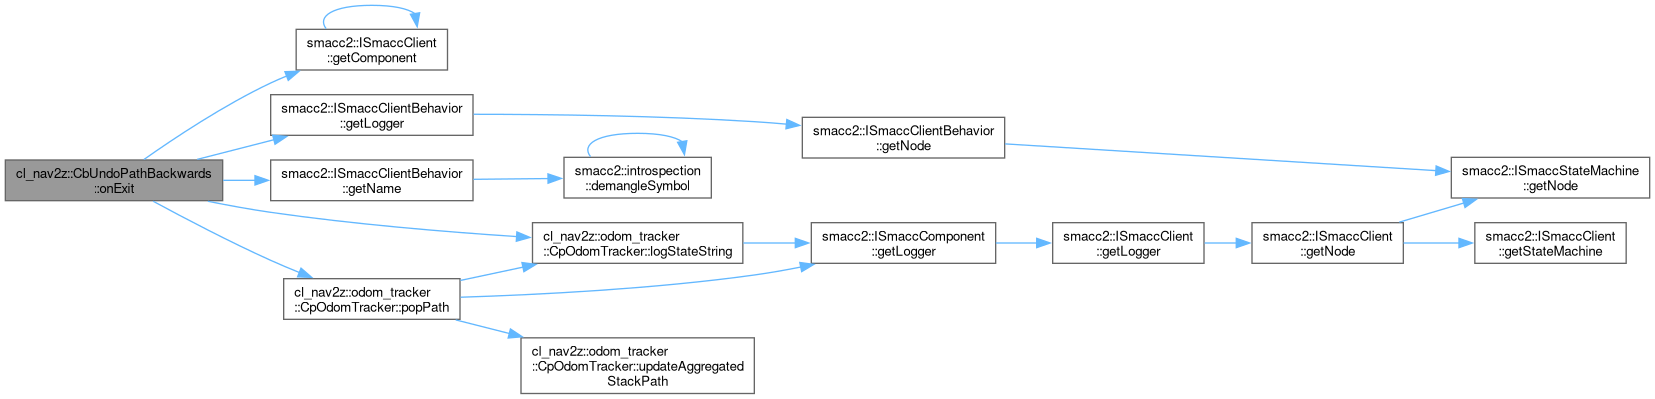 smacc2::ISmaccClient
::getComponent
smacc2::ISmaccClientBehavior
::getLogger
smacc2::ISmaccClientBehavior
::getNode
cl_nav2z::CbUndoPathBackwards
::onExit
smacc2::ISmaccClientBehavior
::getName
smacc2::introspection
::demangleSymbol
smacc2::ISmaccStateMachine
::getNode
cl_nav2z::odom_tracker
::CpOdomTracker::logStateString
smacc2::ISmaccComponent
::getLogger
smacc2::ISmaccClient
::getLogger
smacc2::ISmaccClient
::getNode
smacc2::ISmaccClient
::getStateMachine
cl_nav2z::odom_tracker
::CpOdomTracker::popPath
cl_nav2z::odom_tracker
::CpOdomTracker::updateAggregated
StackPath